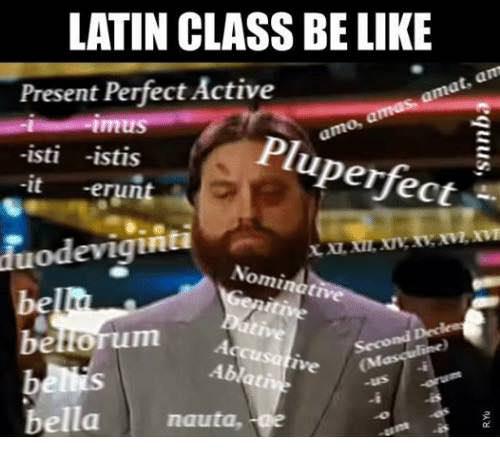 LATIN CLASS BE LIKE
Present Perfect Active
-i -imus
-isti -istis
-it -erunt
amo, amas, amat, am
equus, -i
Pluperfect
duodeviginti
X, XI, XII, XIV, XV, XVI, XVI
Nominative
Genitive
Dative
Accusative
Ablative
bella
bellorum
bellis
bella
nauta, -ae
Second Declen
(Masculine)
-us -i
-i -orum
-o -is
-um
-o -is
R.Yu